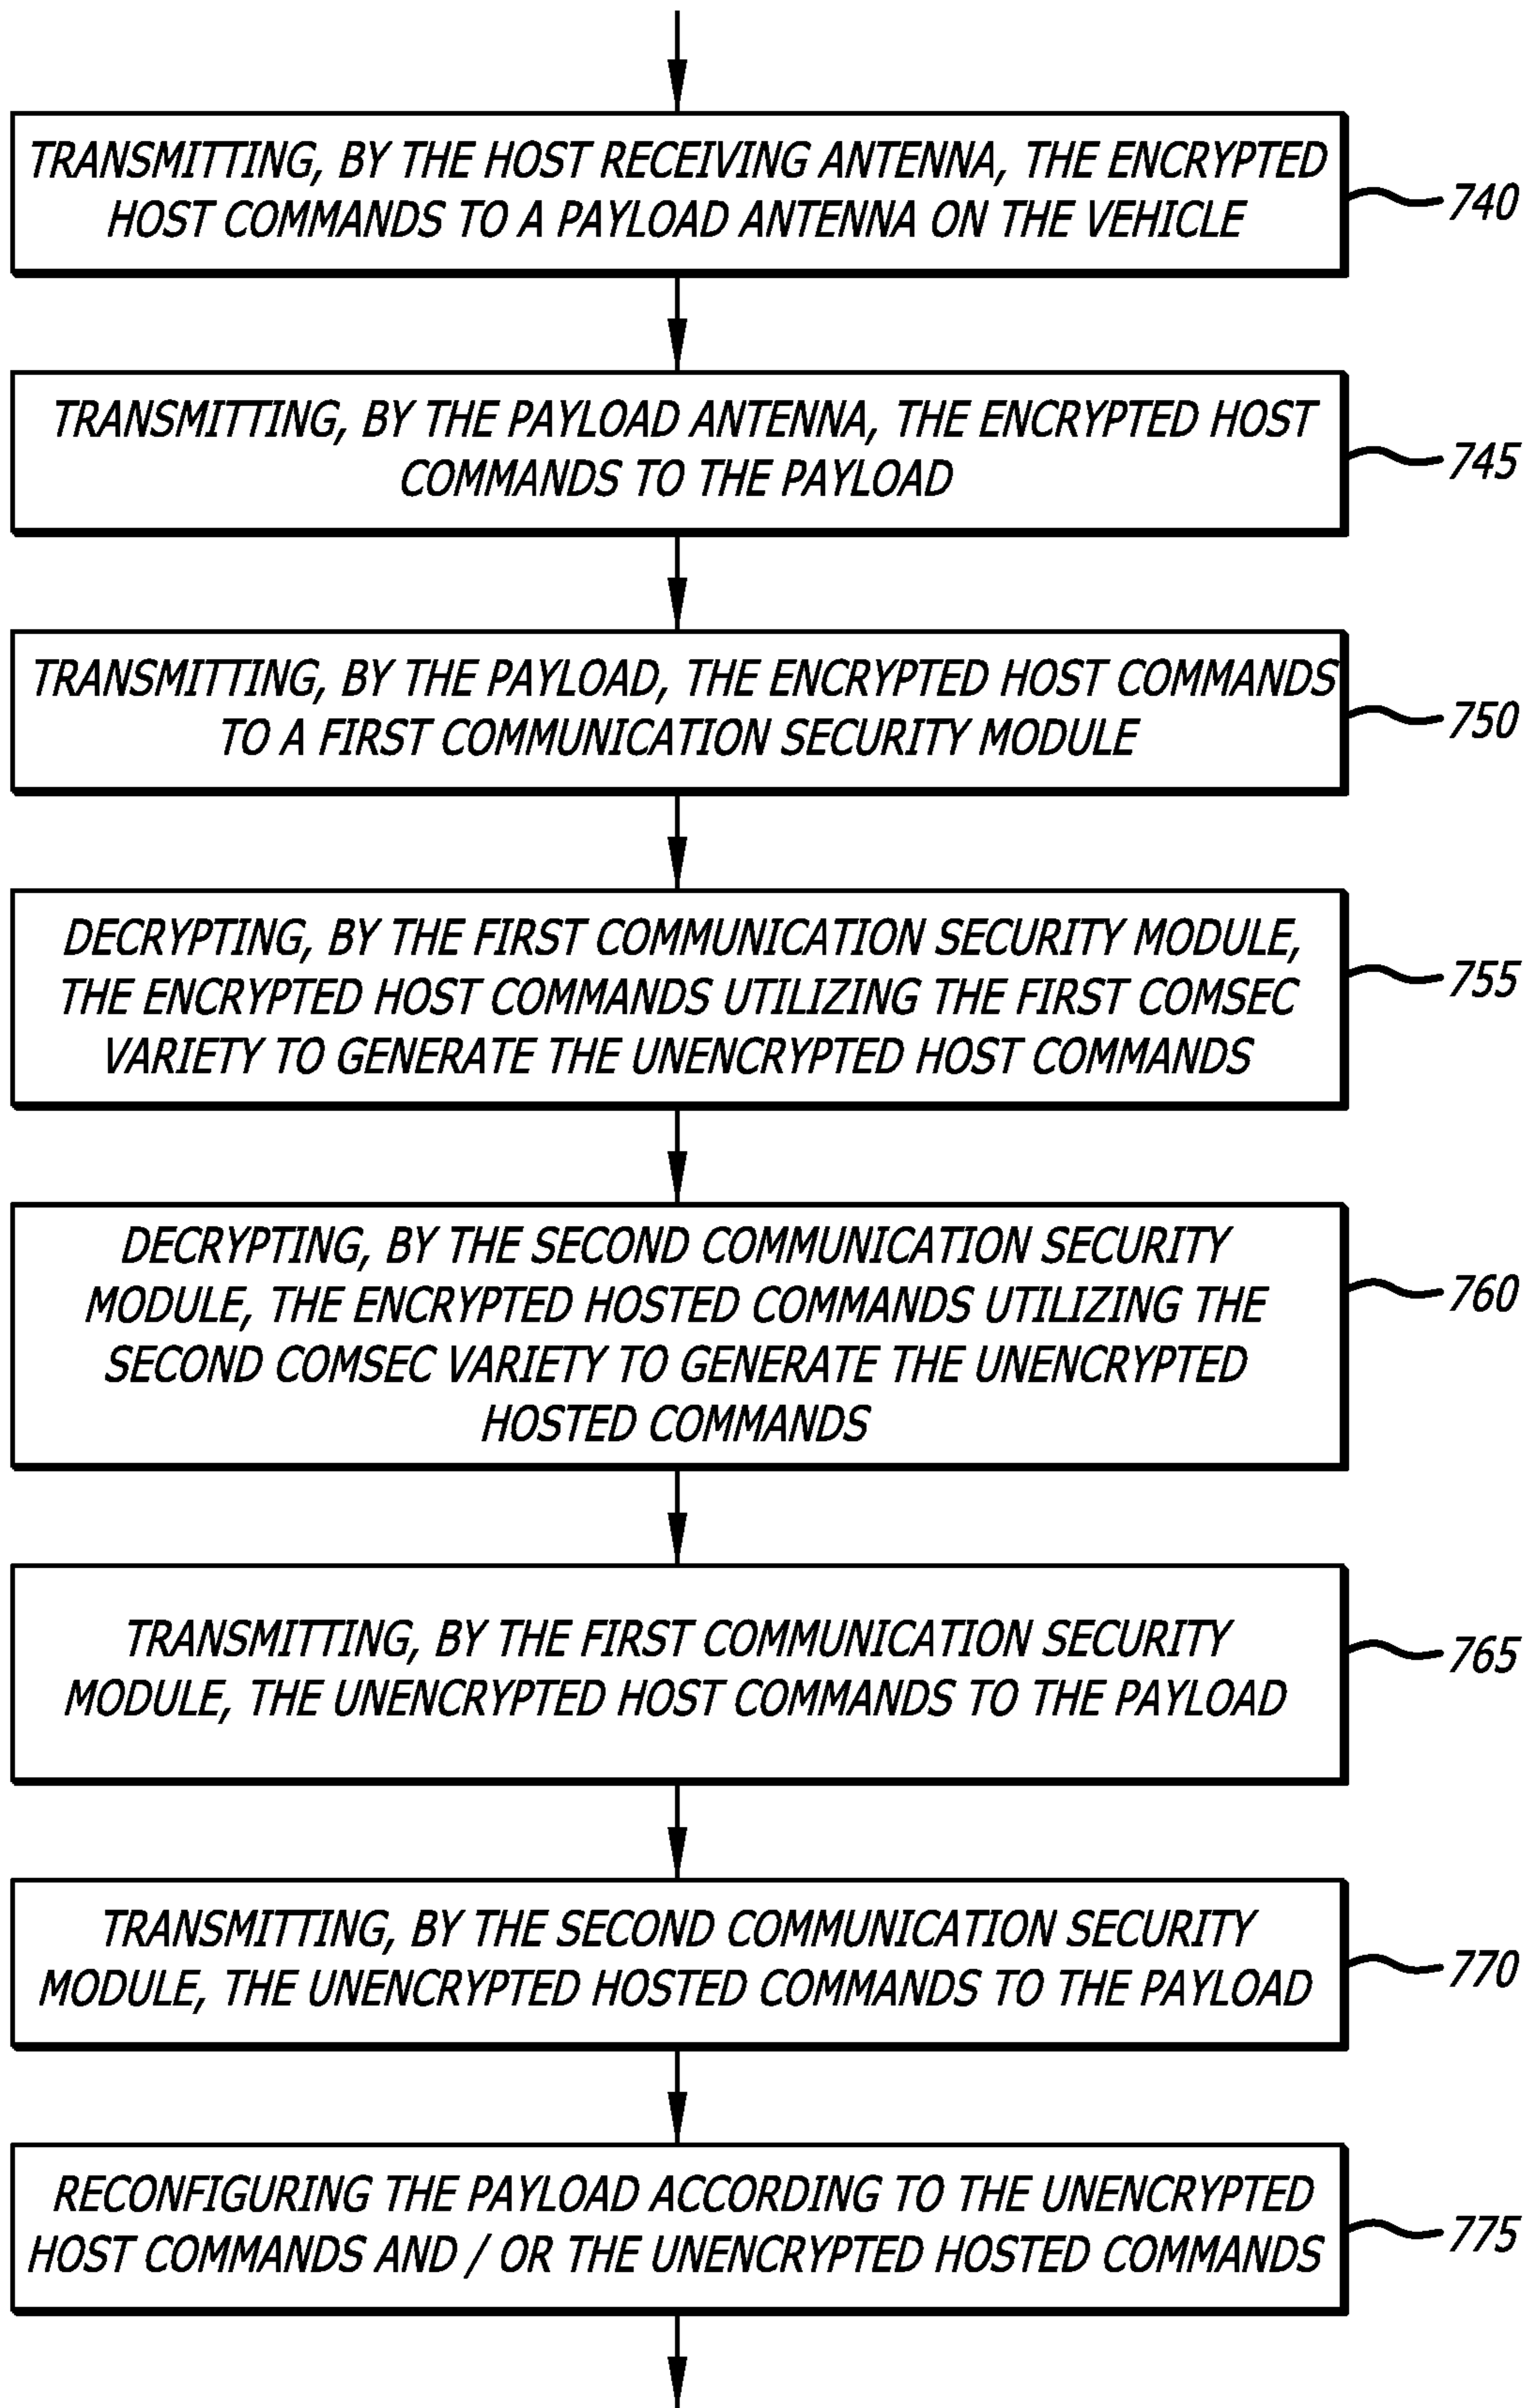 TRANSMITTING, BY THE HOST RECEIVING ANTENNA, THE ENCRYPTED
HOST COMMANDS TO A PAYLOAD ANTENNA ON THE VEHICLE
740
TRANSMITTING, BY THE PAYLOAD ANTENNA, THE ENCRYPTED HOST
COMMANDS TO THE PAYLOAD
745
TRANSMITTING, BY THE PAYLOAD, THE ENCRYPTED HOST COMMANDS
TO A FIRST COMMUNICATION SECURITY MODULE
750
DECRYPTING, BY THE FIRST COMMUNICATION SECURITY MODULE,
THE ENCRYPTED HOST COMMANDS UTILIZING THE FIRST COMSEC
VARIETY TO GENERATE THE UNENCRYPTED HOST COMMANDS
755
DECRYPTING, BY THE SECOND COMMUNICATION SECURITY
MODULE, THE ENCRYPTED HOSTED COMMANDS UTILIZING THE
SECOND COMSEC VARIETY TO GENERATE THE UNENCRYPTED
HOSTED COMMANDS
760
TRANSMITTING, BY THE FIRST COMMUNICATION SECURITY
MODULE, THE UNENCRYPTED HOST COMMANDS TO THE PAYLOAD
765
TRANSMITTING, BY THE SECOND COMMUNICATION SECURITY
MODULE, THE UNENCRYPTED HOSTED COMMANDS TO THE PAYLOAD
770
RECONFIGURING THE PAYLOAD ACCORDING TO THE UNENCRYPTED
HOST COMMANDS AND / OR THE UNENCRYPTED HOSTED COMMANDS
775